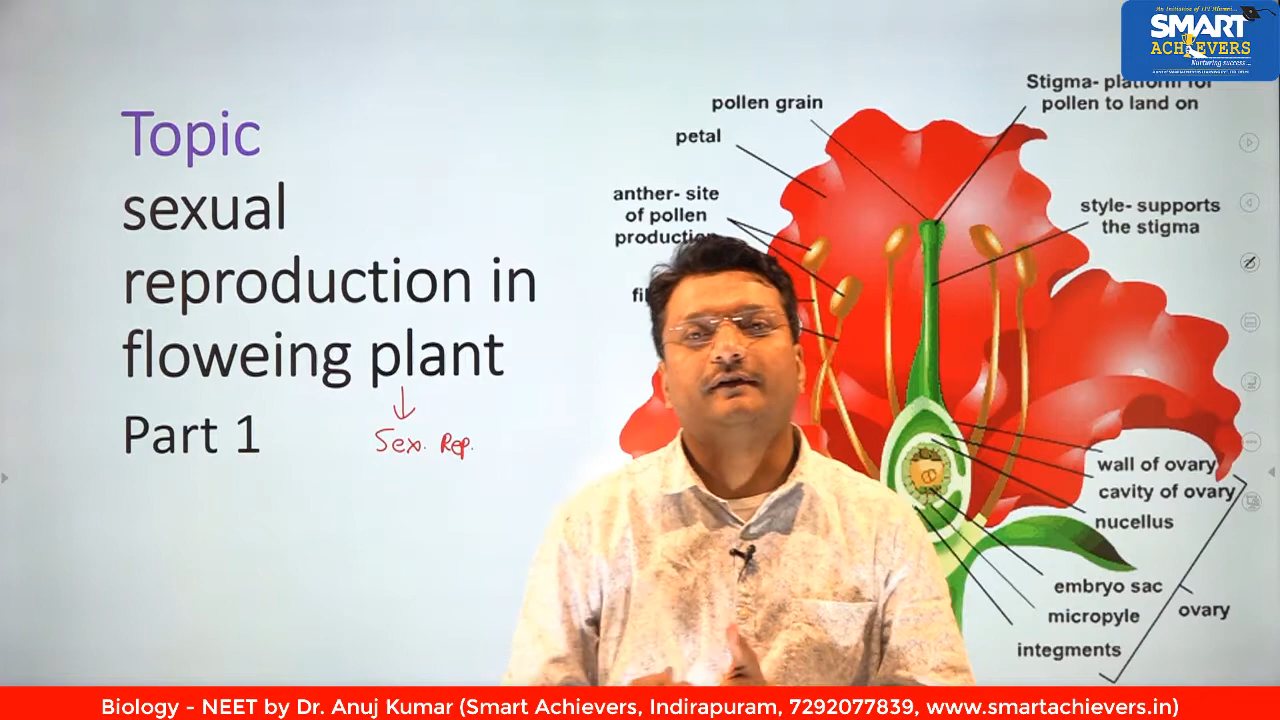 An Initiative of IIT Alumni...
SMART
ACHIEVERS
Nurturing success ...
Topic
sexual
reproduction in
floweing plant
Part 1
Sex. Rep.
pollen grain
petal
anther- site
of pollen
production
Stigma- platform for
pollen to land on
style- supports
the stigma
wall of ovary
cavity of ovary
nucellus
embryo sac
micropyle
ovary
integments
Biology - NEET by Dr. Anuj Kumar (Smart Achievers, Indirapuram, 7292077839, www.smartachievers.in)